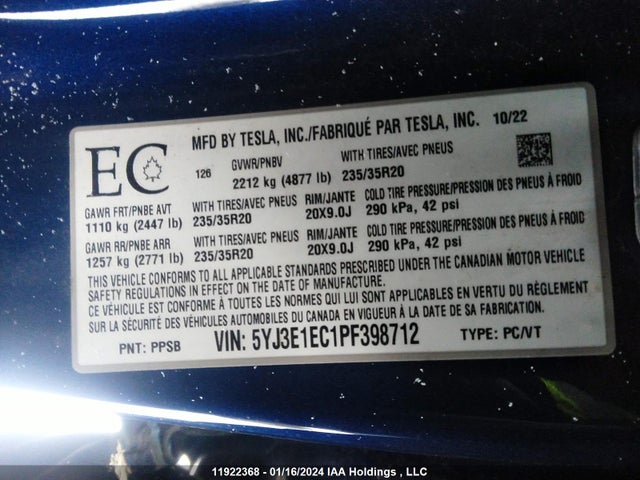 MFD BY TESLA, INC./FABRIQUÉ PAR TESLA, INC. 10/22
EC
126
GVWR/PNBV
2212 kg (4877 lb)
WITH TIRES/AVEC PNEUS
235/35R20
GAWR FRT/PNBE AVT
1110 kg (2447 lb)
WITH TIRES/AVEC PNEUS
235/35R20
RIM/JANTE
20X9.0J
COLD TIRE PRESSURE/PRESSION DES PNEUS À FROID
290 kPa, 42 psi
GAWR RR/PNBE ARR
1257 kg (2771 lb)
WITH TIRES/AVEC PNEUS
235/35R20
RIM/JANTE
20X9.0J
COLD TIRE PRESSURE/PRESSION DES PNEUS À FROID
290 kPa, 42 psi
THIS VEHICLE CONFORMS TO ALL APPLICABLE STANDARDS PRESCRIBED UNDER THE CANADIAN MOTOR VEHICLE
SAFETY REGULATIONS IN EFFECT ON THE DATE OF MANUFACTURE.
CE VÉHICULE EST CONFORME À TOUTES LES NORMES QUI LUI SONT APPLICABLES EN VERTU DU RÈGLEMENT
SUR LA SÉCURITÉ DES VÉHICULES AUTOMOBILES DU CANADA EN VIGUEUR À LA DATE DE SA FABRICATION.
PNT: PPSB VIN: 5YJ3E1EC1PF398712 TYPE: PC/VT
11922368 - 01/16/2024 IAA Holdings , LLC